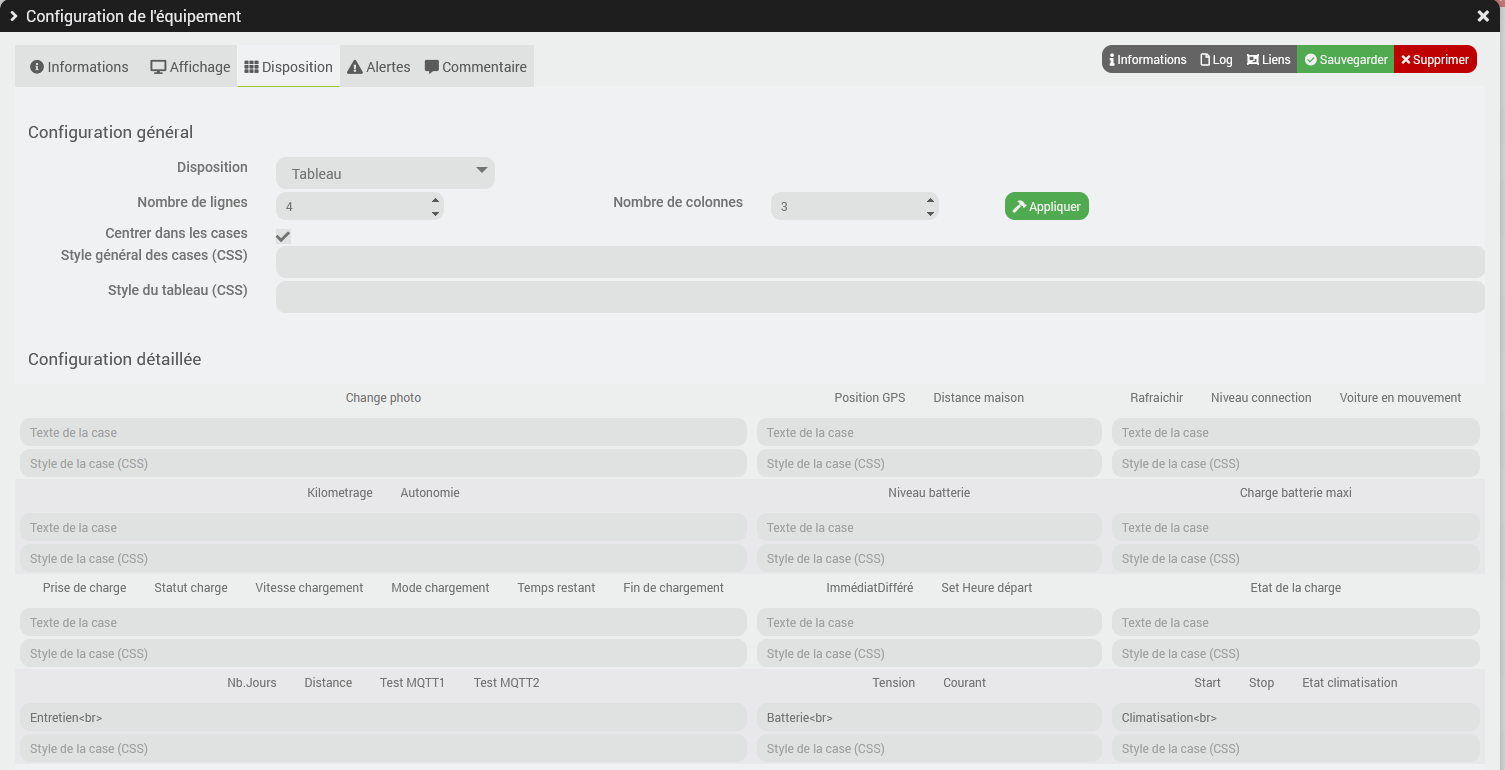 Configuration de l'équipement
Informations Affichage Disposition Alertes Commentaire
Informations Log Liens Sauvegarder Supprimer
Configuration général
Disposition Tableau
Nombre de lignes 4 Nombre de colonnes 3 Appliquer
Centrer dans les cases
Style général des cases (CSS)
Style du tableau (CSS)
Configuration détaillée
Change photo Position GPS Distance maison Rafraichir Niveau connection Voiture en mouvement
Texte de la case Texte de la case Texte de la case
Style de la case (CSS) Style de la case (CSS) Style de la case (CSS)
Kilometrage Autonomie Niveau batterie Charge batterie maxi
Texte de la case Texte de la case Texte de la case
Style de la case (CSS) Style de la case (CSS) Style de la case (CSS)
Prise de charge Statut charge Vitesse chargement Mode chargement Temps restant Fin de chargement ImmédiatDifféré Set Heure départ Etat de la charge
Texte de la case Texte de la case Texte de la case
Style de la case (CSS) Style de la case (CSS) Style de la case (CSS)
Nb.Jours Distance Test MQTT1 Test MQTT2 Tension Courant Start Stop Etat climatisation
Entretien<br> Batterie<br> Climatisation<br>
Style de la case (CSS) Style de la case (CSS) Style de la case (CSS)